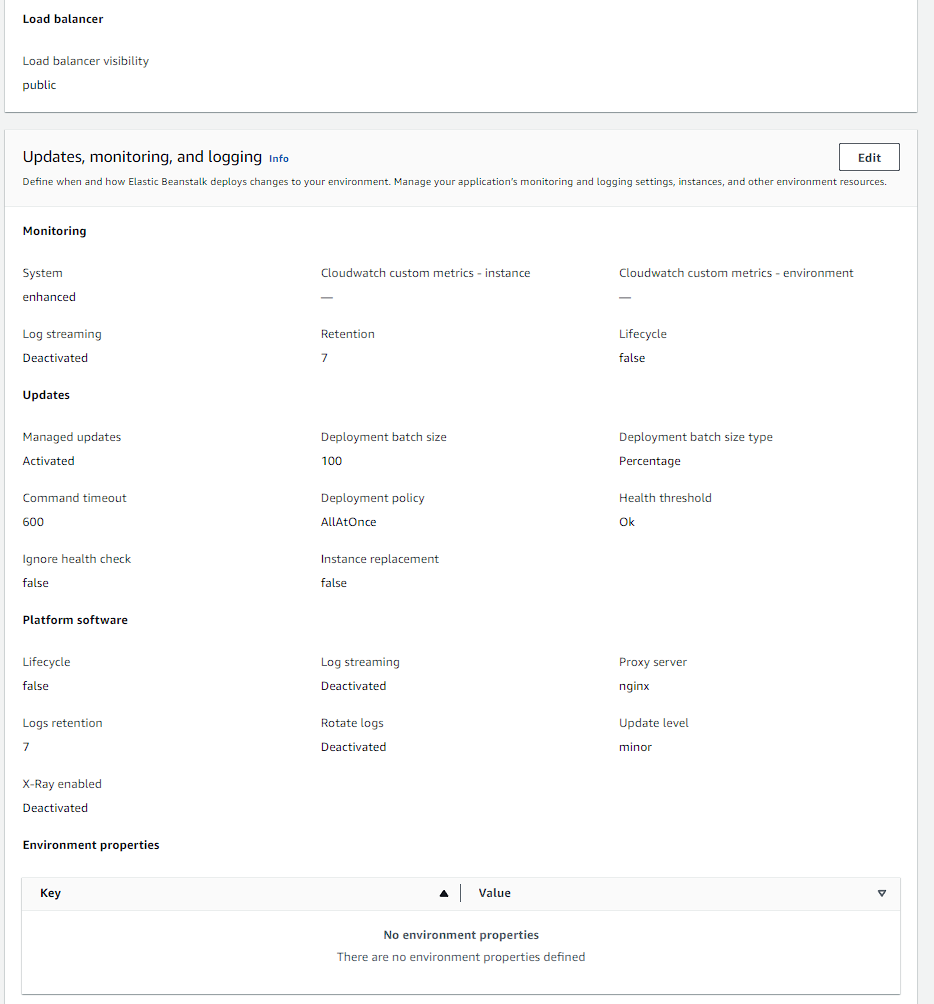 Load balancer
Load balancer visibility
public
Updates, monitoring, and logging Info
Edit
Define when and how Elastic Beanstalk deploys changes to your environment. Manage your application's monitoring and logging settings, instances, and other environment resources.
Monitoring
System Cloudwatch custom metrics - instance Cloudwatch custom metrics - environment
enhanced — —
Log streaming Retention Lifecycle
Deactivated 7 false
Updates
Managed updates Deployment batch size Deployment batch size type
Activated 100 Percentage
Command timeout Deployment policy Health threshold
600 AllAtOnce Ok
Ignore health check Instance replacement
false false
Platform software
Lifecycle Log streaming Proxy server
false Deactivated nginx
Logs retention Rotate logs Update level
7 Deactivated minor
X-Ray enabled
Deactivated
Environment properties
Key Value
No environment properties
There are no environment properties defined